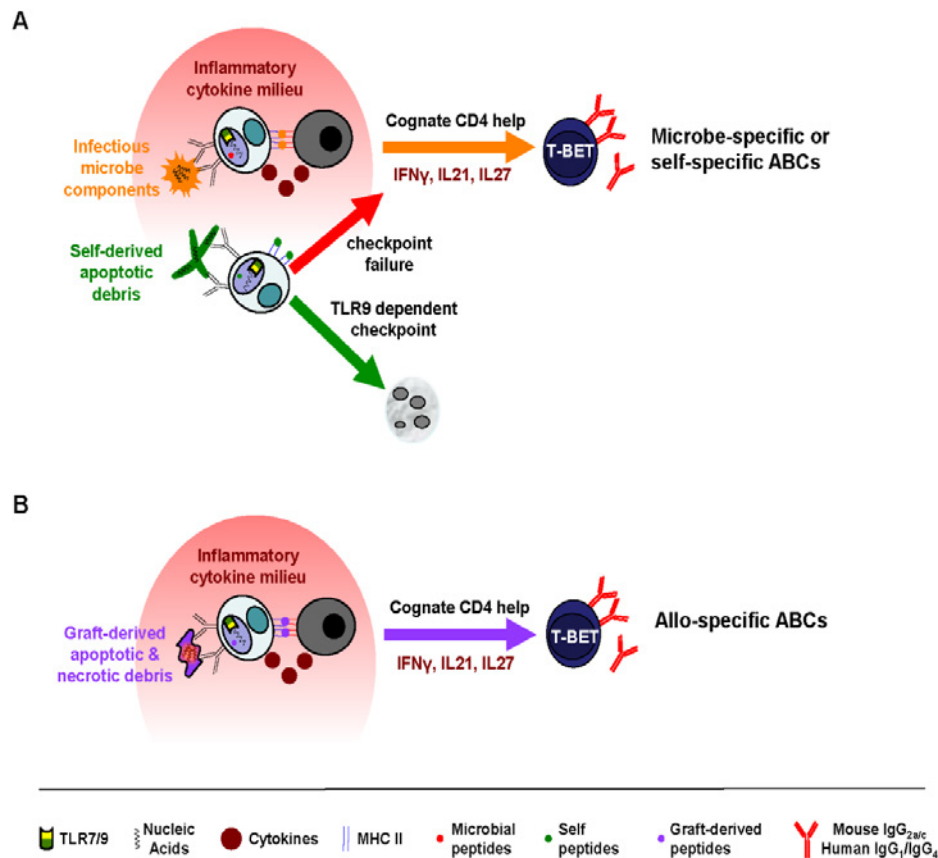 A
Inflammatory
cytokine milieu
Infectious
microbe
components
Cognate CD4 help
IFNγ, IL21, IL27
T-BET
Microbe-specific or
self-specific ABCs
Self-derived
apoptotic
debris
checkpoint
failure
TLR9 dependent
checkpoint
B
Inflammatory
cytokine milieu
Graft-derived
apoptotic &
necrotic debris
Cognate CD4 help
IFNγ, IL21, IL27
T-BET
Allo-specific ABCs
TLR7/9
Nucleic
Acids
Cytokines
MHC II
Microbial
peptides
Self
peptides
Graft-derived
peptides
Mouse IgG2a/c
Human IgG1/IgG4